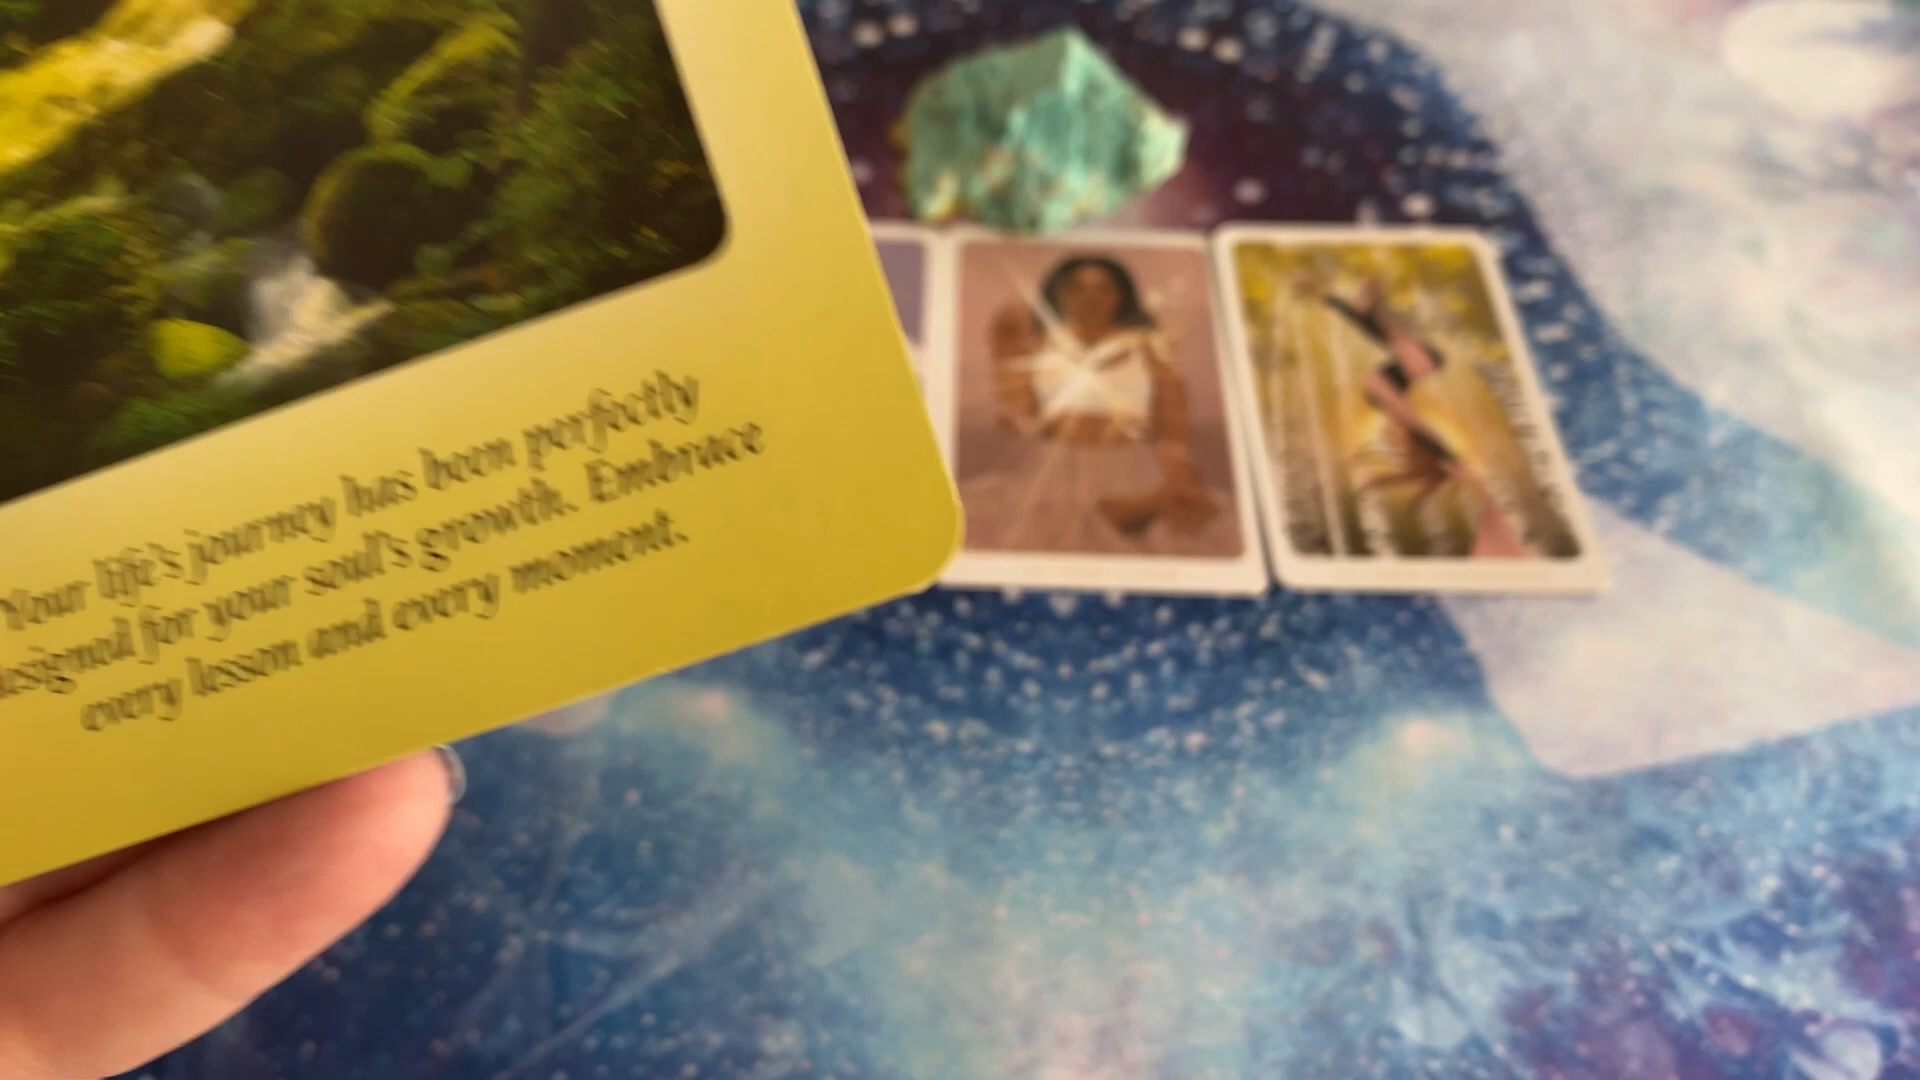 Your life's journey has been perfectly
designed for your soul's growth. Embrace
every lesson and every moment.